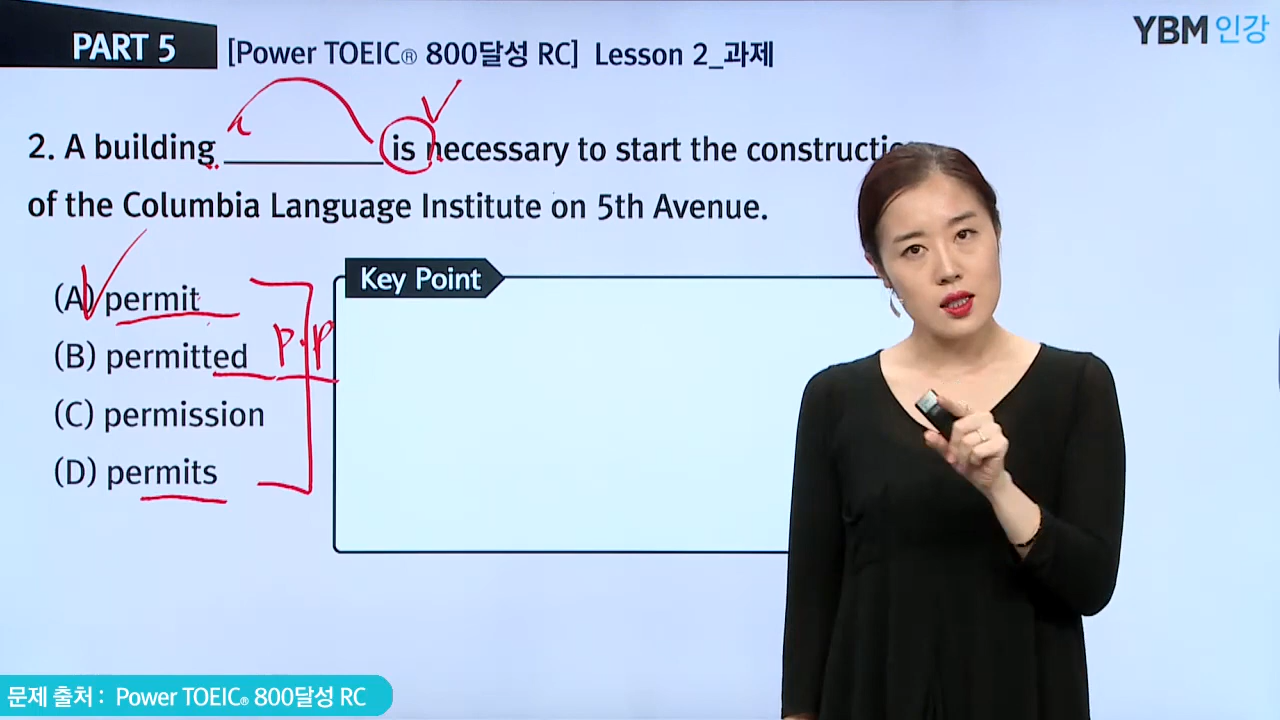 PART 5
[Power TOEIC® 800달성 RC] Lesson 2_과제
YBM 인강
2. A building __________ is necessary to start the
of the Columbia Language Institute on 5th Avenue.
(A) permit
(B) permitted p.p
(C) permission
(D) permits
Key Point
문제 출처 : Power TOEIC® 800달성 RC